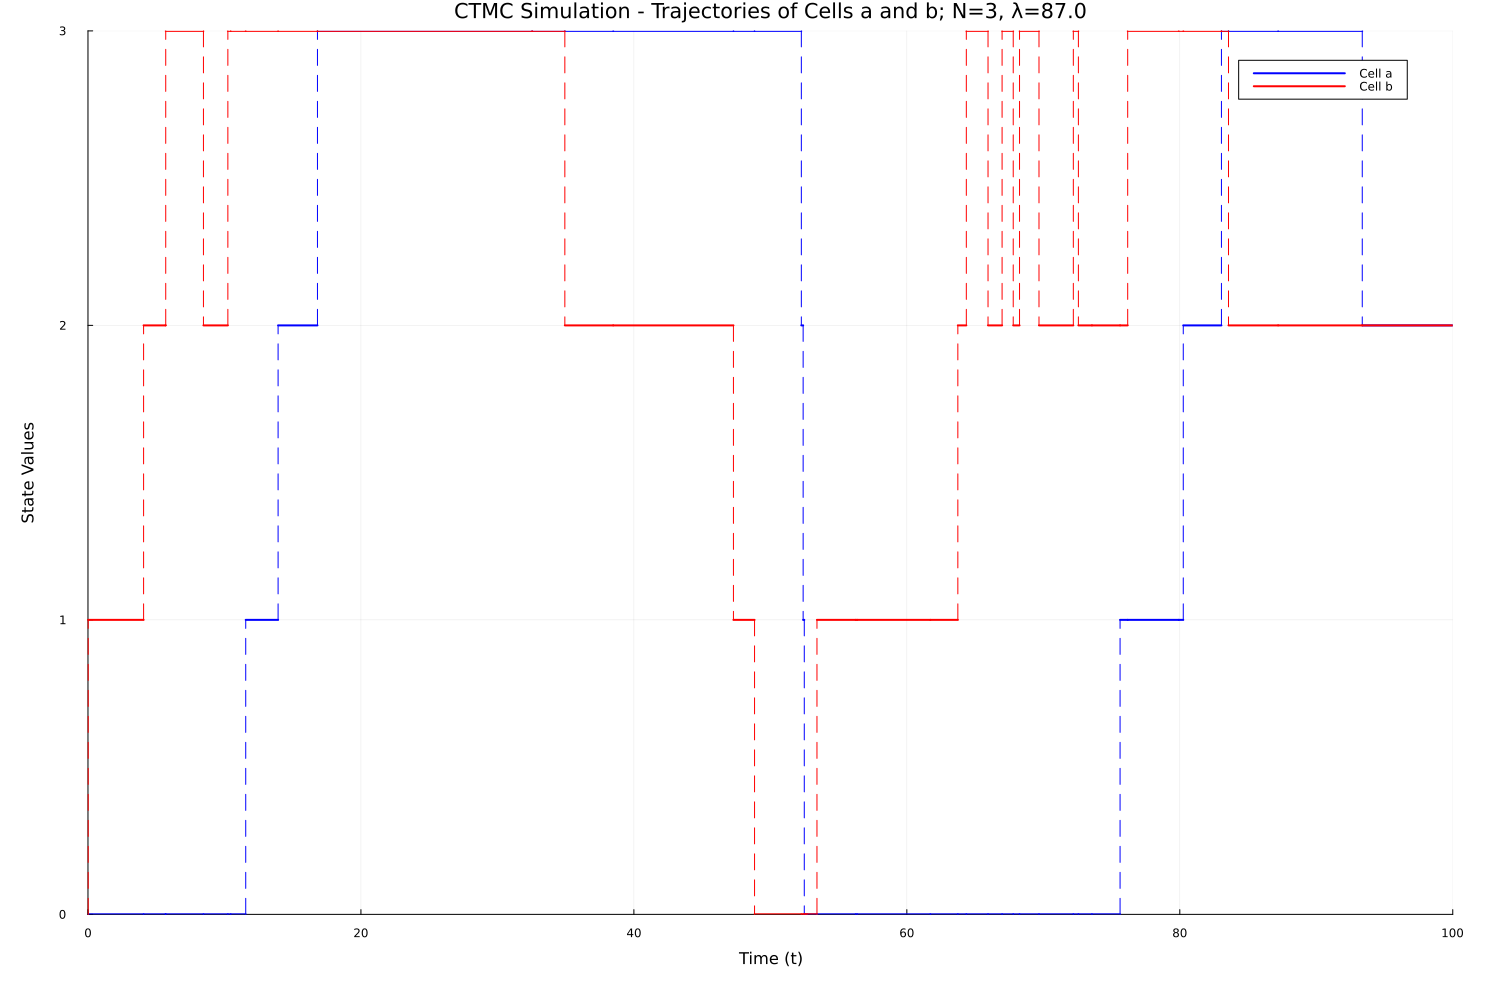 CTMC Simulation - Trajectories of Cells a and b; N=3, λ=87.0
3
Cell a
Cell b
2
State Values
1
0
0 20 40 60 80 100
Time (t)